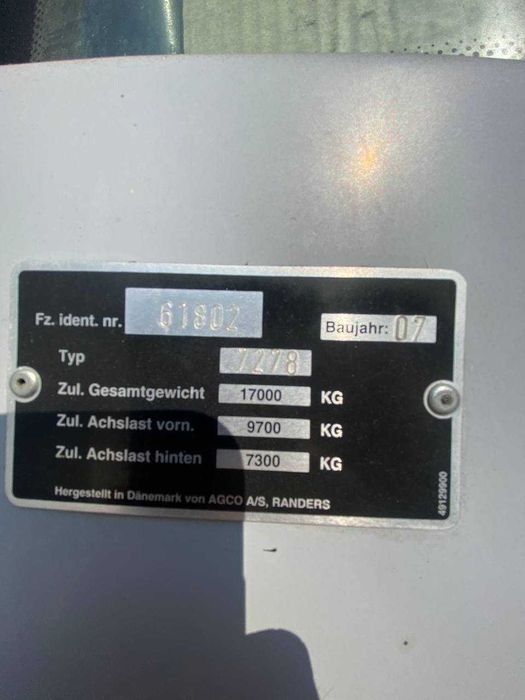 Fz. ident. nr. 61802 Baujahr: 07
Typ 7278
Zul. Gesamtgewicht 17000 KG
Zul. Achslast vorn. 9700 KG
Zul. Achslast hinten 7300 KG
Hergestellt in Dänemark von AGCO A/S, RANDERS
49129900